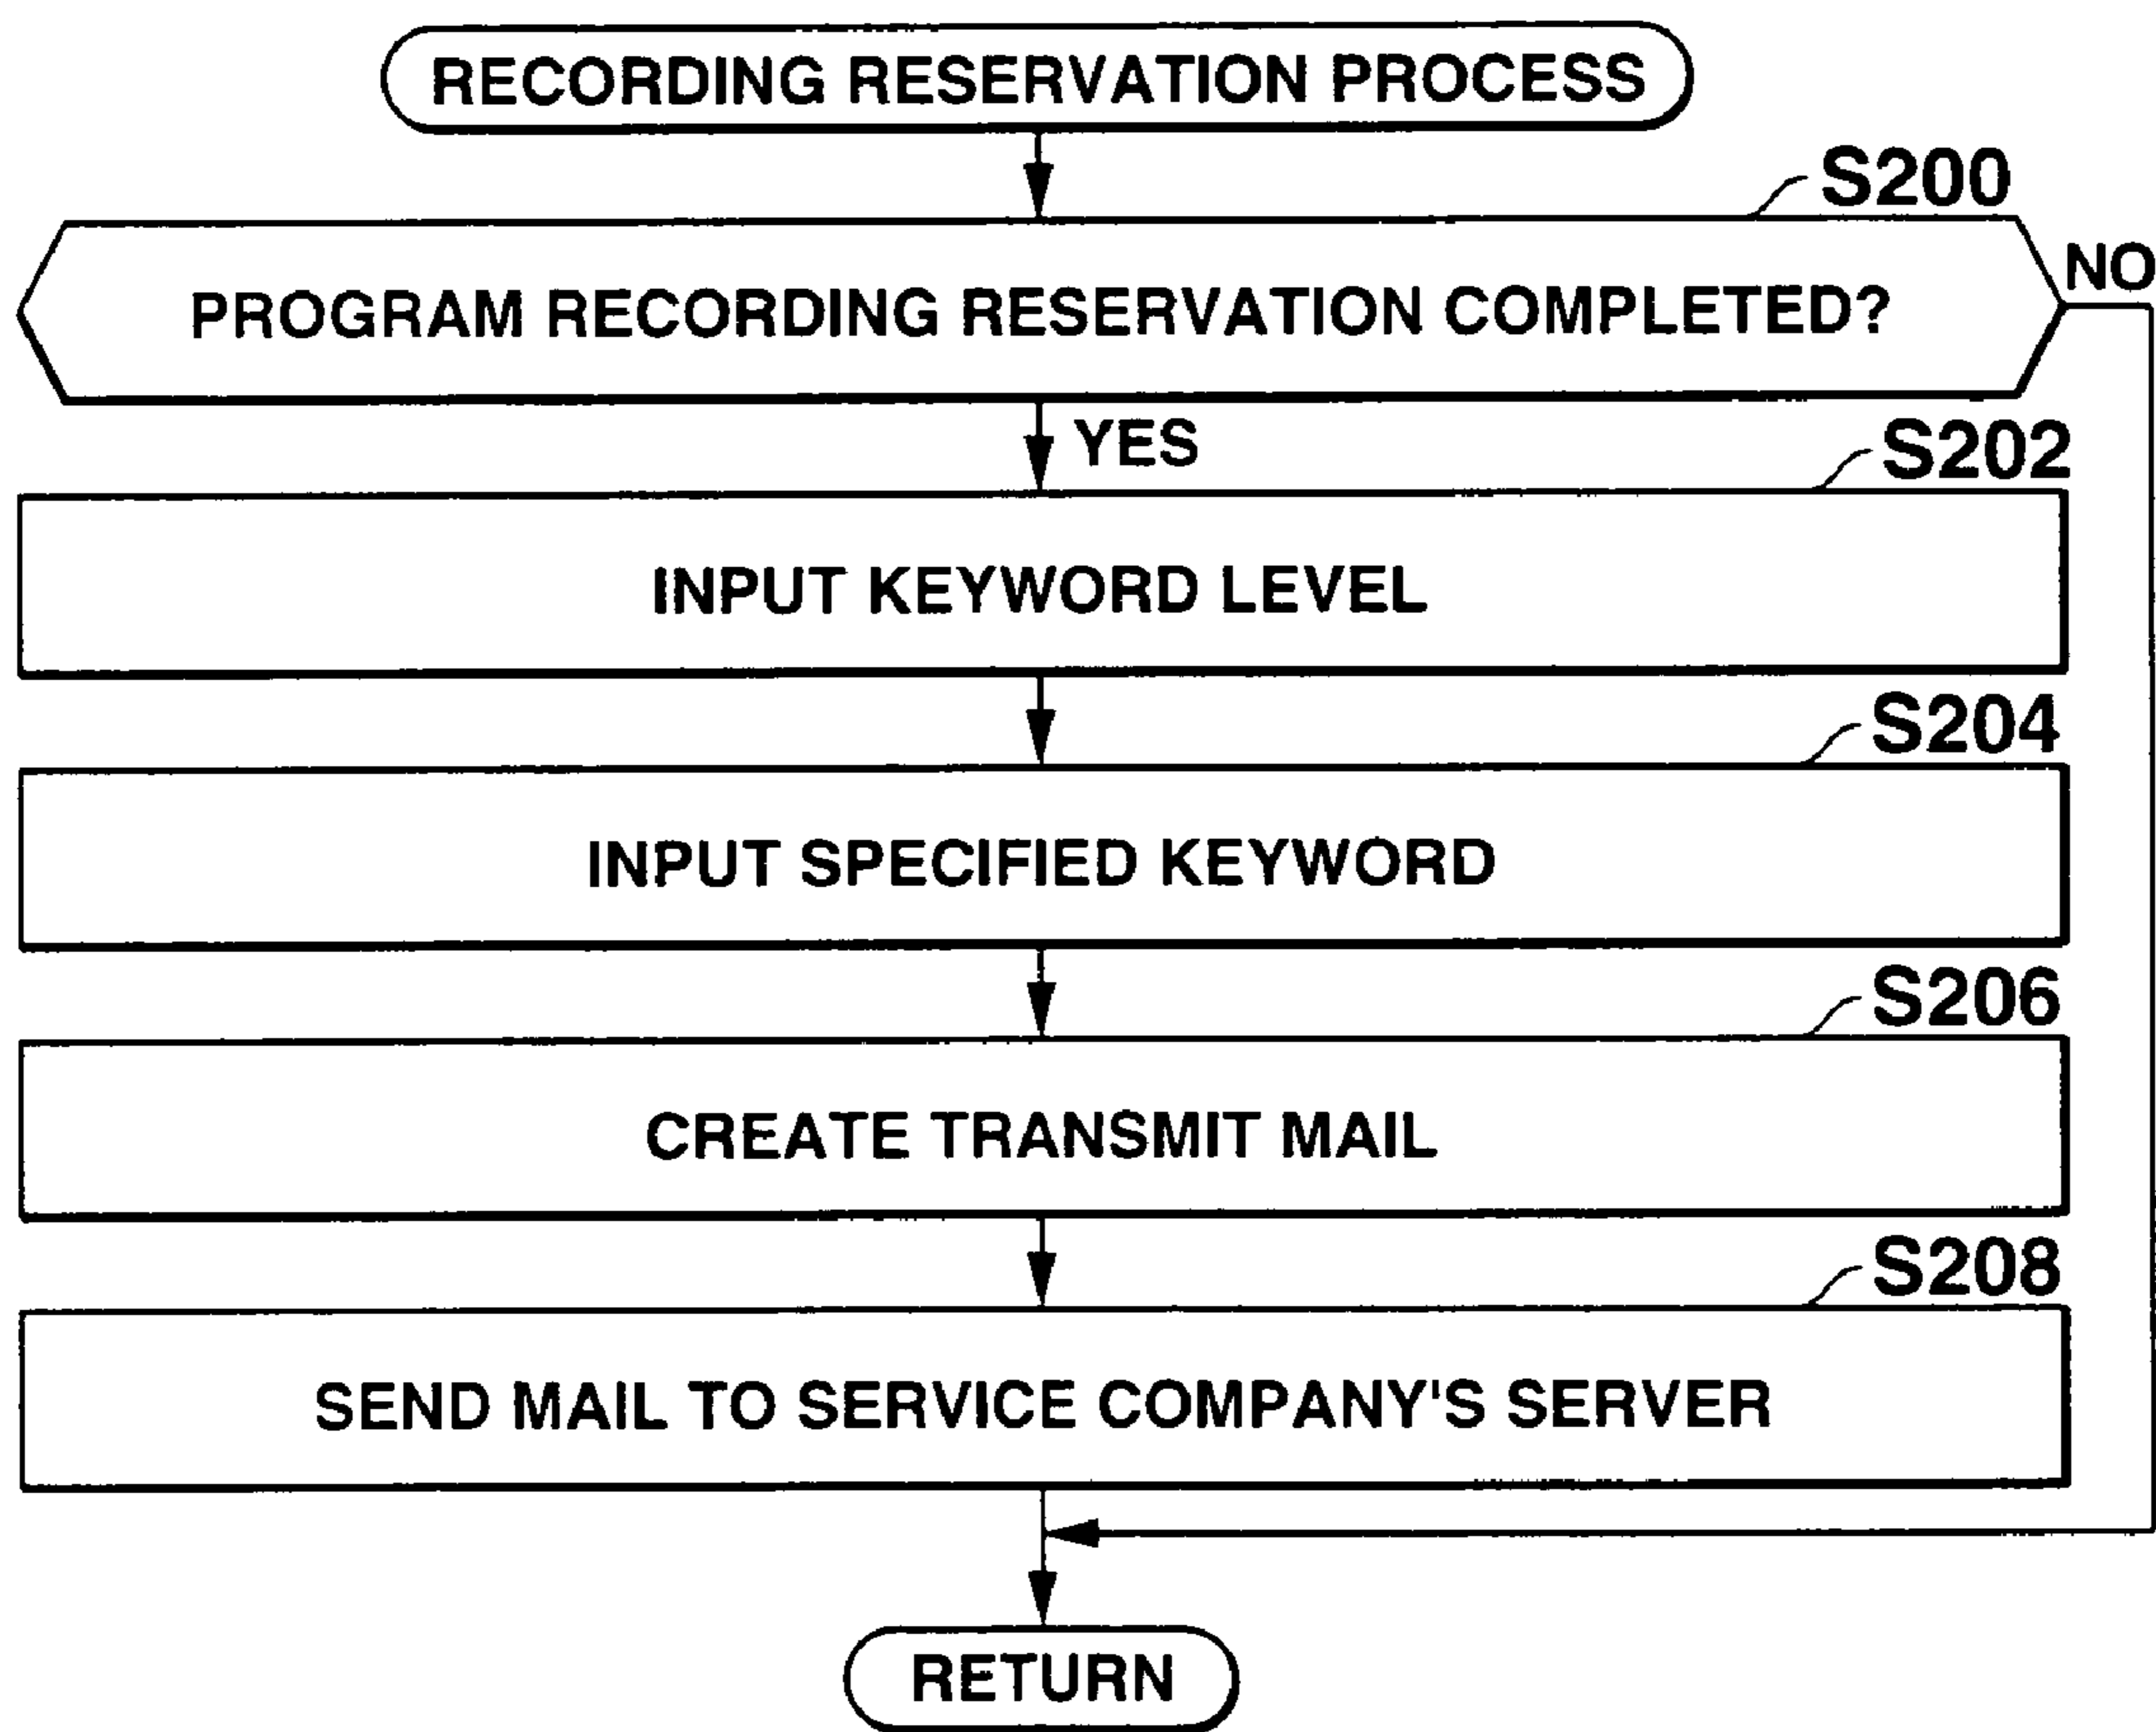 RECORDING RESERVATION PROCESS
S200
PROGRAM RECORDING RESERVATION COMPLETED?
NO
YES
S202
INPUT KEYWORD LEVEL
S204
INPUT SPECIFIED KEYWORD
S206
CREATE TRANSMIT MAIL
S208
SEND MAIL TO SERVICE COMPANY'S SERVER
RETURN